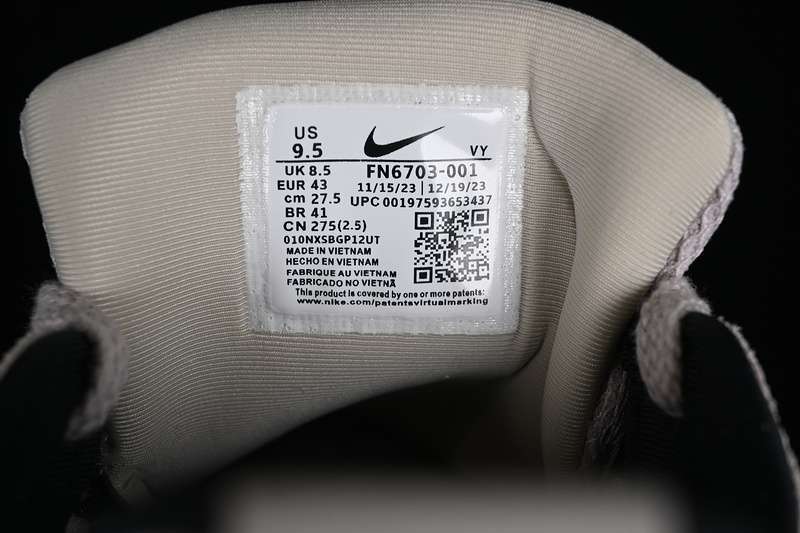 US
9.5
VY
UK 8.5
FN6703-001
EUR 43
11/15/23 | 12/19/23
cm 27.5
UPC 00197593653437
BR 41
CN 275(2.5)
010NXSBGP12UT
MADE IN VIETNAM
HECHO EN VIETNAM
FABRIQUE AU VIETNAM
FABRICADO NO VIETNÃ
This product is covered by one or more patents:
www.nike.com/patentsvirtualmarking